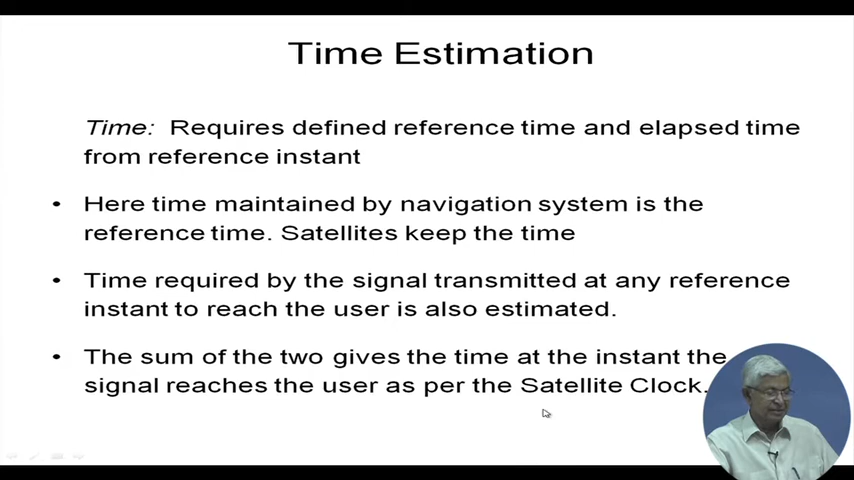 Time Estimation
Time: Requires defined reference time and elapsed time
from reference instant
• Here time maintained by navigation system is the
reference time. Satellites keep the time
• Time required by the signal transmitted at any reference
instant to reach the user is also estimated.
• The sum of the two gives the time at the instant the
signal reaches the user as per the Satellite Clock.